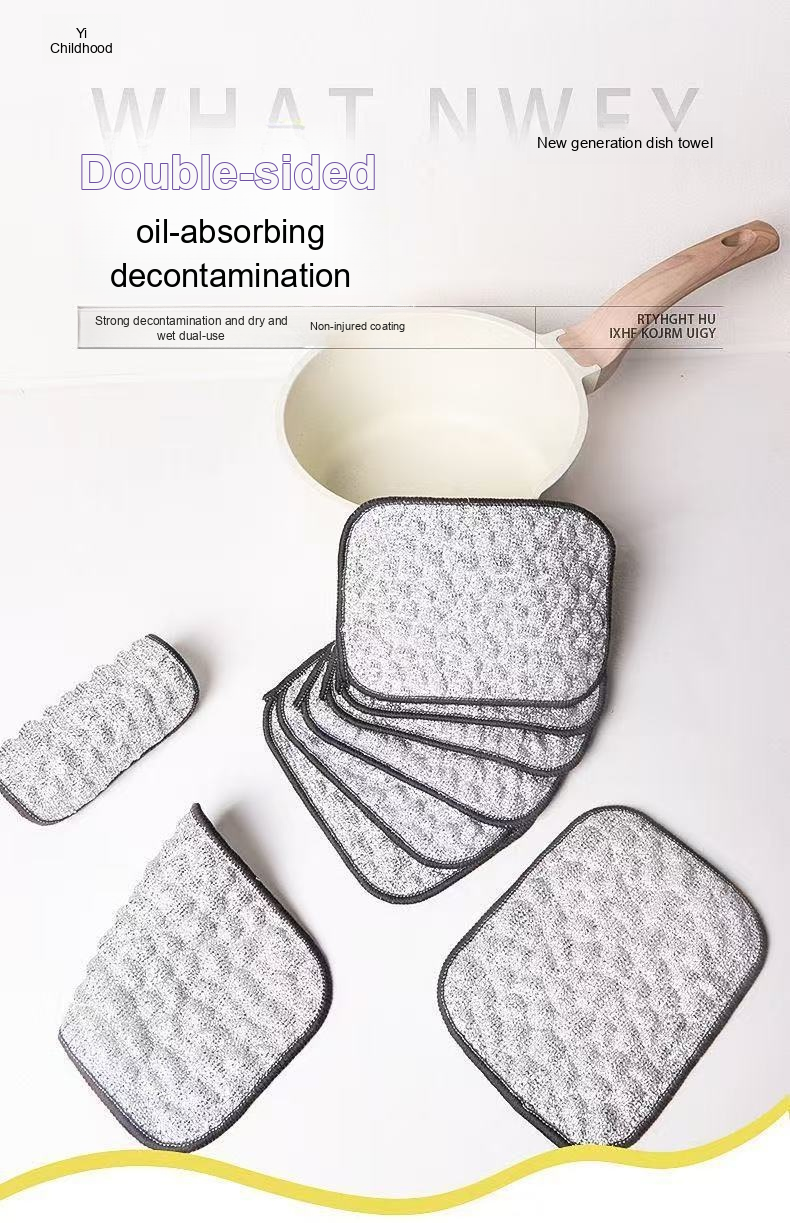 Yi
Childhood
WHAT NWEY
New generation dish towel
Double-sided
oil-absorbing
decontamination
Strong decontamination and dry and
wet dual-use
Non-injured coating
RTYHGHT HU
IXHF KOJRM UIGY